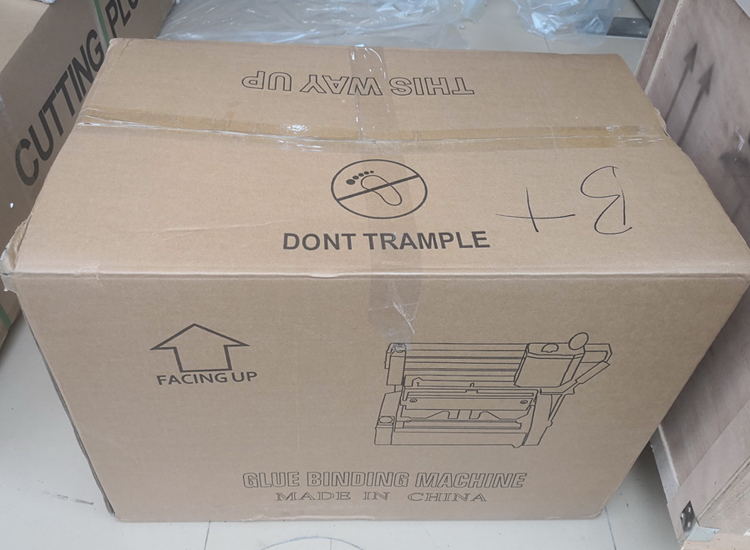 CUTTING PL
THIS WAY UP
B+
DONT TRAMPLE
FACING UP
GLUE BINDING MACHINE
MADE IN CHINA